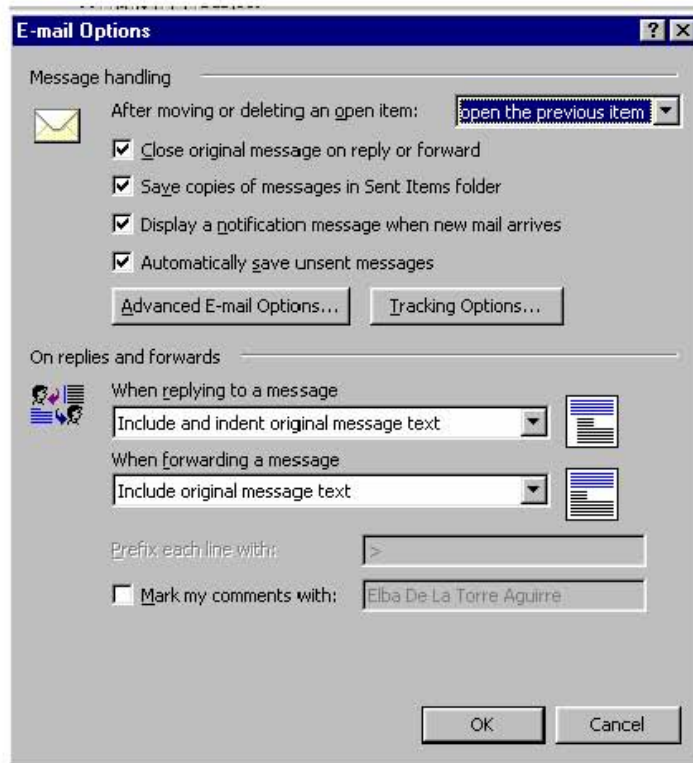 E-mail Options
Message handling
After moving or deleting an open item: open the previous item
Close original message on reply or forward
Save copies of messages in Sent Items folder
Display a notification message when new mail arrives
Automatically save unsent messages
Advanced E-mail Options... Tracking Options...
On replies and forwards
When replying to a message
Include and indent original message text
When forwarding a message
Include original message text
Prefix each line with: >
Mark my comments with: Elba De La Torre Aguirre
OK Cancel